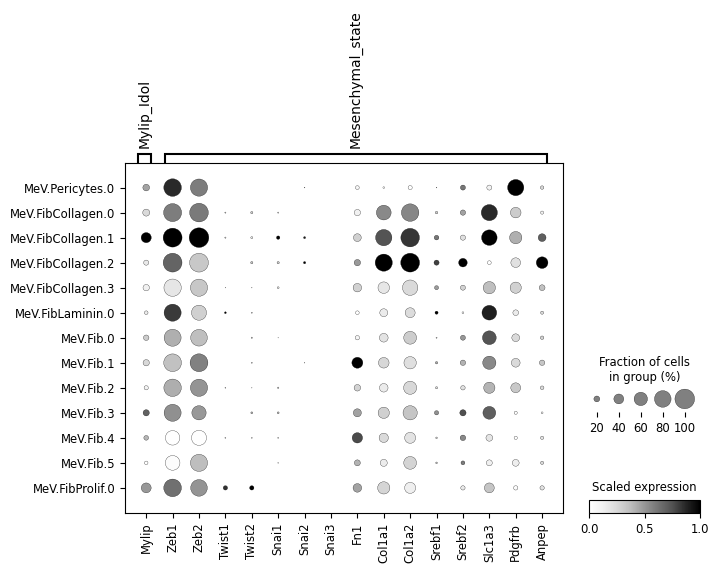 Mylip_Idol
Mesenchymal_state
MeV.Pericytes.0
MeV.FibCollagen.0
MeV.FibCollagen.1
MeV.FibCollagen.2
MeV.FibCollagen.3
MeV.FibLaminin.0
MeV.Fib.0
MeV.Fib.1
MeV.Fib.2
MeV.Fib.3
MeV.Fib.4
MeV.Fib.5
MeV.FibProlif.0
Mylip
Zeb1
Zeb2
Twist1
Twist2
Snai1
Snai2
Snai3
Fn1
Col1a1
Col1a2
Srebf1
Srebf2
Slc1a3
Pdgfrb
Anpep
Fraction of cells
in group (%)
20 40 60 80 100
Scaled expression
0.0 0.5 1.0